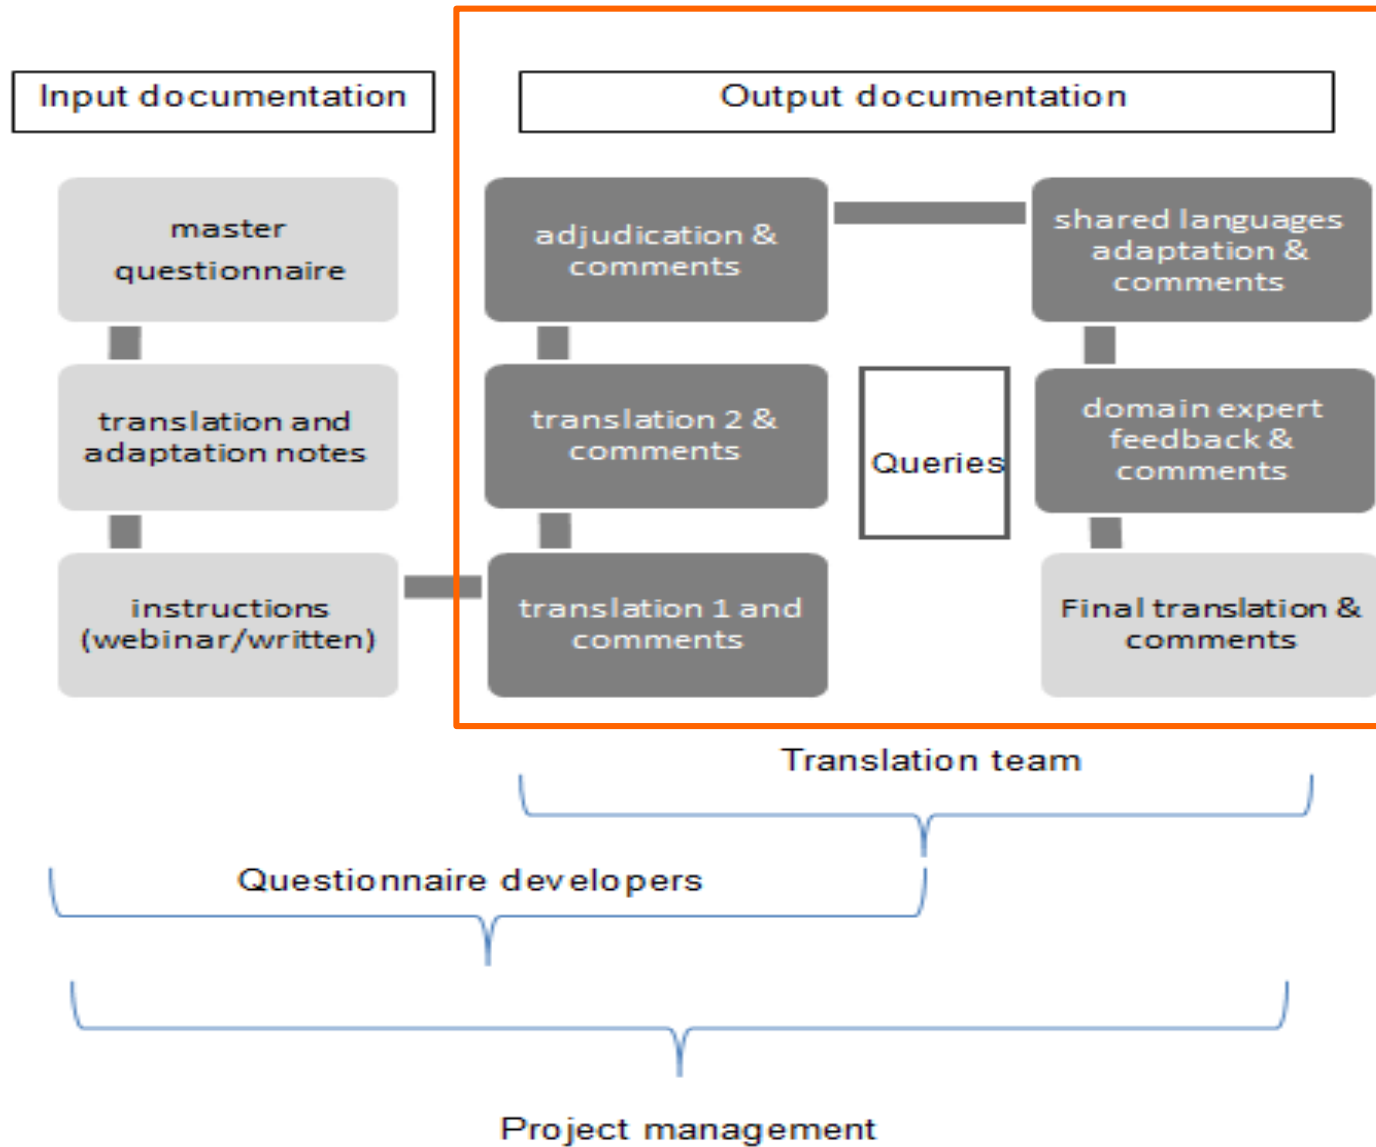 Input documentation
Output documentation
master
questionnaire
translation and
adaptation notes
instructions
(webinar/written)
adjudication &
comments
translation 2 &
comments
translation 1 and
comments
Queries
shared languages
adaptation &
comments
domain expert
feedback &
comments
Final translation &
comments
Translation team
Questionnaire developers
Project management